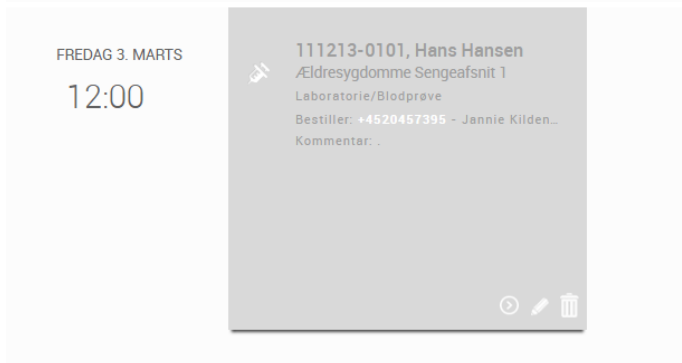 FREDAG 3. MARTS
12:00
111213-0101, Hans Hansen
Ældresygdomme Sengeafsnit 1
Laboratorie/Blodprøve
Bestiller: +4520457395 - Jannie Kilden…
Kommentar: .